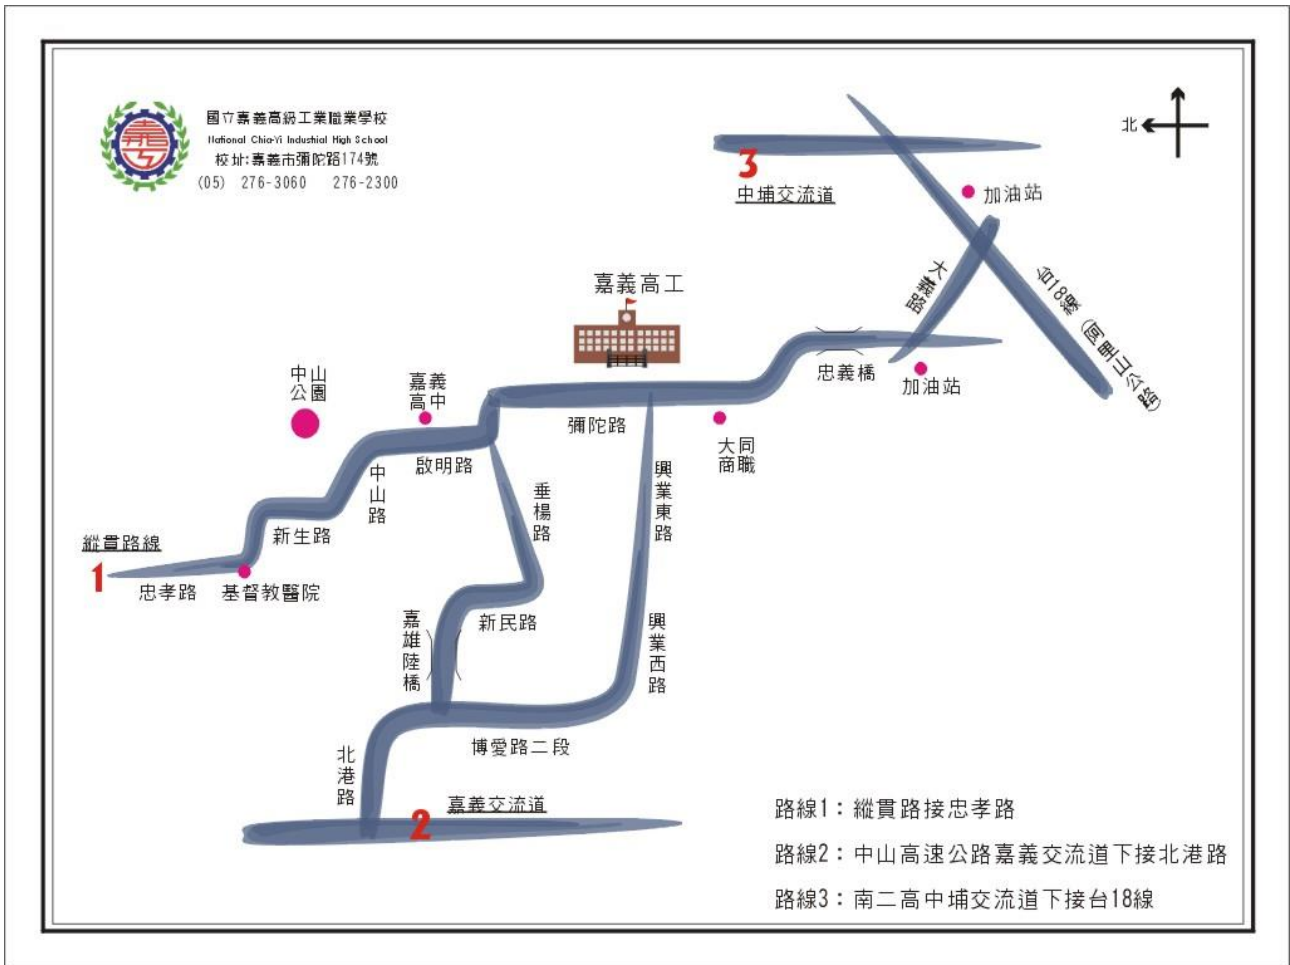 國立嘉義高級工業職業學校
National Chia-Yi Industrial High School
校址:嘉義市彌陀路174號
(05) 276-3060 276-2300
北
3
中埔交流道
加油站
嘉義高工
大義路
台18線(阿里山公路)
中山
公園
嘉義
高中
忠義橋
加油站
彌陀路
大同
商職
啟明路
中山路
垂楊路
興業東路
新生路
縱貫路線
1
忠孝路
基督教醫院
嘉雄陸橋
新民路
興業西路
博愛路二段
北港路
嘉義交流道
2
路線1：縱貫路接忠孝路
路線2：中山高速公路嘉義交流道下接北港路
路線3：南二高中埔交流道下接台18線